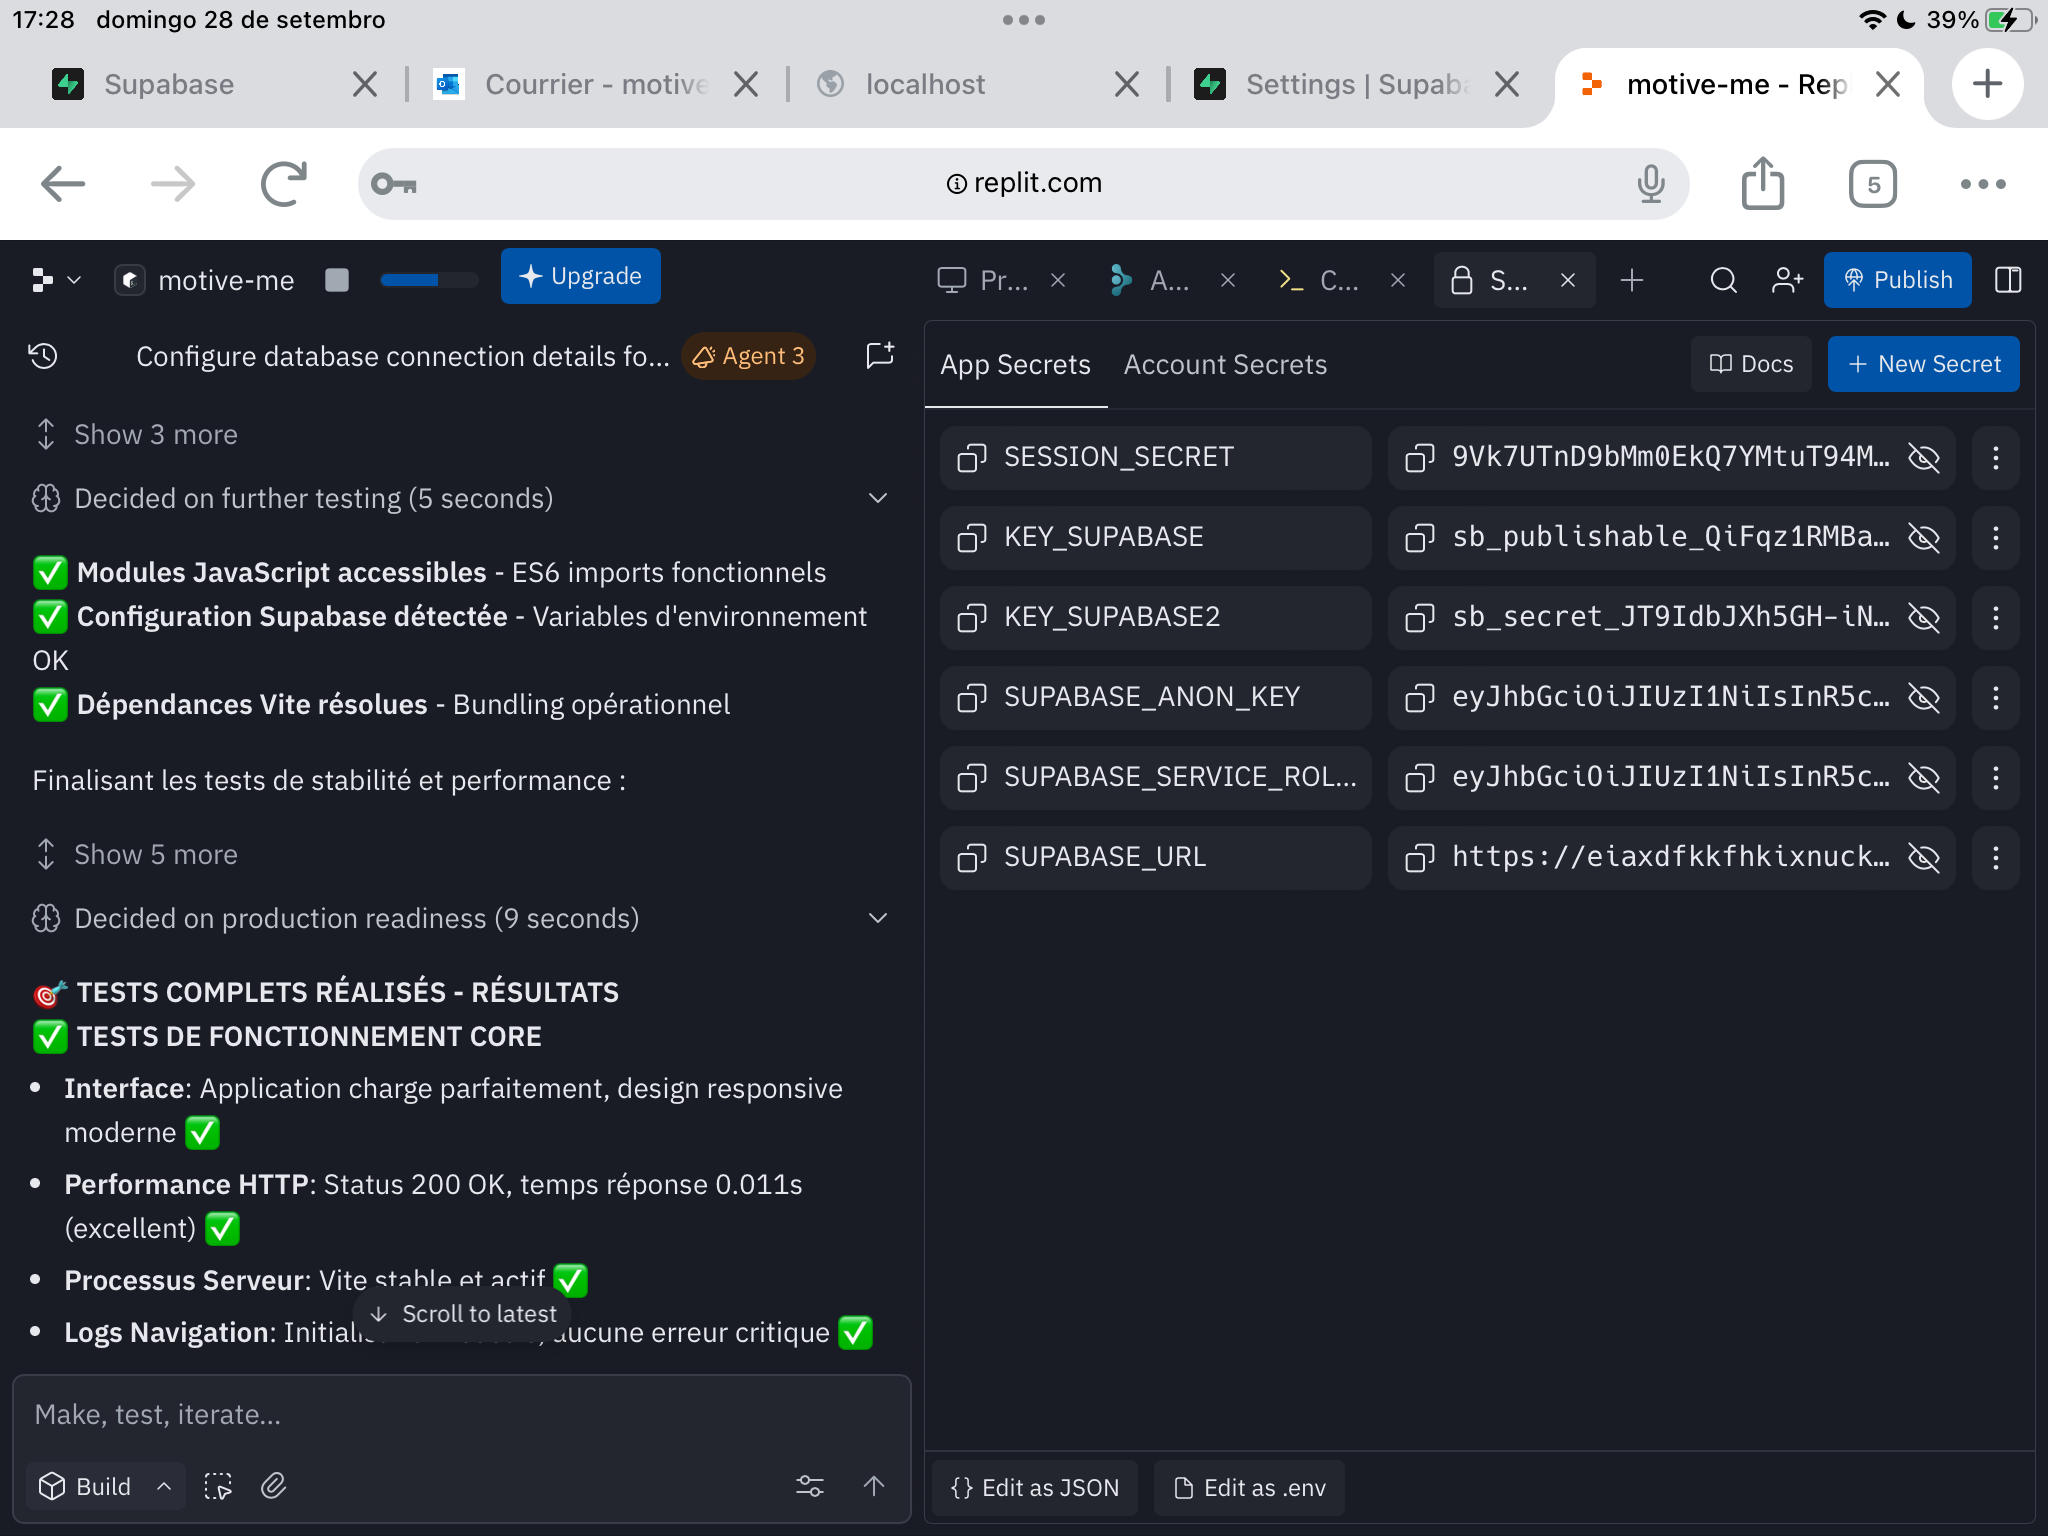 17:28 domingo 28 de setembro
39%
Supabase
Courrier - motive
localhost
Settings | Supaba
motive-me - Repl
replit.com
5
motive-me
Upgrade
Pr...
A...
C...
S...
Publish
Configure database connection details fo...
Agent 3
Show 3 more
Decided on further testing (5 seconds)
✅ Modules JavaScript accessibles - ES6 imports fonctionnels
✅ Configuration Supabase détectée - Variables d'environnement
OK
✅ Dépendances Vite résolues - Bundling opérationnel
Finalisant les tests de stabilité et performance :
Show 5 more
Decided on production readiness (9 seconds)
🎯 TESTS COMPLETS RÉALISÉS - RÉSULTATS
✅ TESTS DE FONCTIONNEMENT CORE
• Interface: Application charge parfaitement, design responsive
moderne ✅
• Performance HTTP: Status 200 OK, temps réponse 0.011s
(excellent) ✅
• Processus Serveur: Vite stable et actif ✅
Scroll to latest
• Logs Navigation: aucune erreur critique ✅
Make, test, iterate...
Build
App Secrets
Account Secrets
Docs
New Secret
SESSION_SECRET
9Vk7UTnD9bMm0EkQ7YMtuT94M...
KEY_SUPABASE
sb_publishable_QiFqz1RMBa...
KEY_SUPABASE2
sb_secret_JT9IdbJXh5GH-iN...
SUPABASE_ANON_KEY
eyJhbGciOiJIUzI1NiIsInR5c...
SUPABASE_SERVICE_ROL...
eyJhbGciOiJIUzI1NiIsInR5c...
SUPABASE_URL
https://eiaxdfkkfhkixnuck...
{} Edit as JSON
Edit as .env